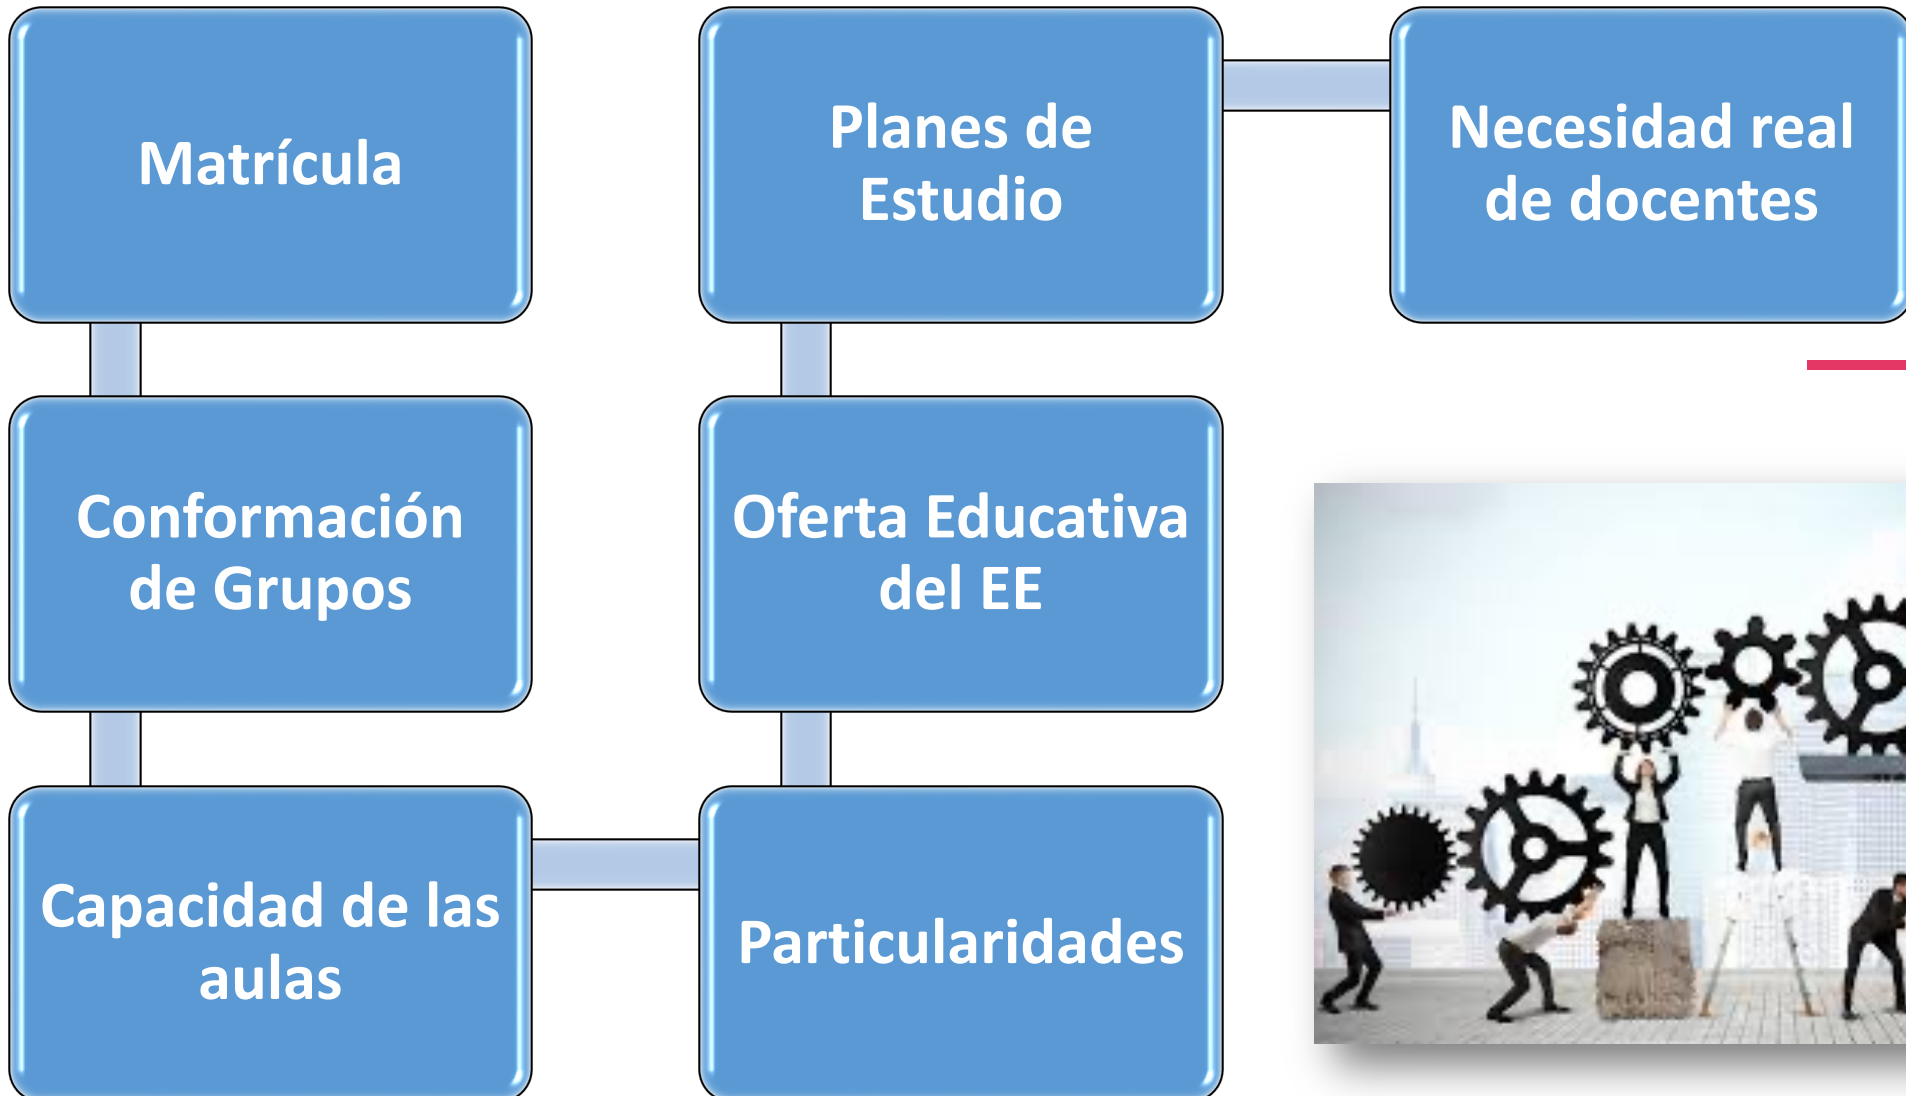 Matrícula
Conformación
de Grupos
Capacidad de las
aulas
Particularidades
Oferta Educativa
del EE
Planes de
Estudio
Necesidad real
de docentes